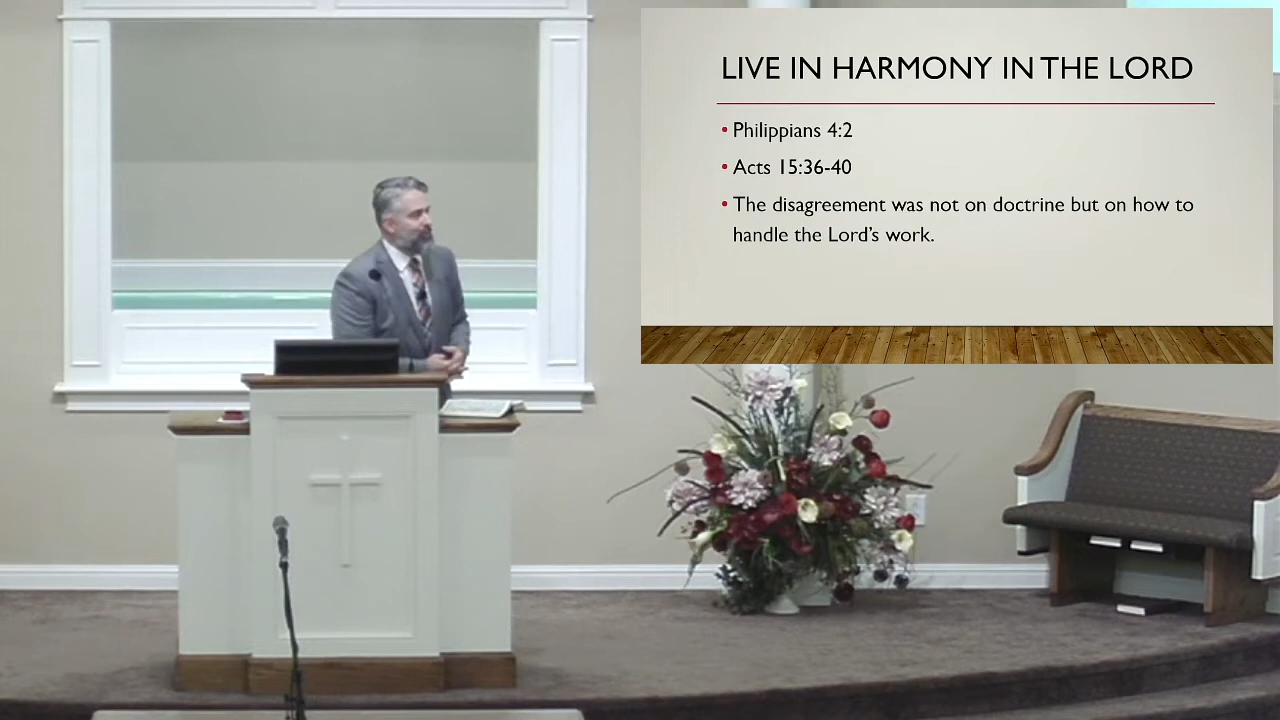 LIVE IN HARMONY IN THE LORD
• Philippians 4:2
• Acts 15:36-40
• The disagreement was not on doctrine but on how to
handle the Lord's work.